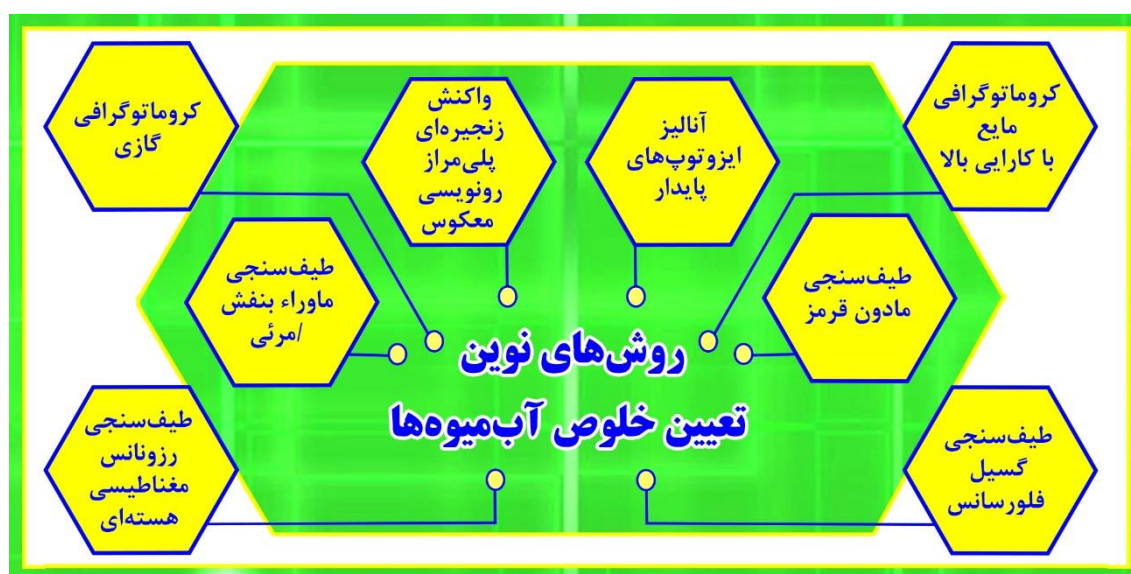 کروماتوگرافی
مایع
با کارایی بالا
آنالیز
ایزوتوپ‌های
پایدار
واکنش
زنجیره‌ای
پلی‌مراز
رونویسی
معکوس
کروماتوگرافی
گازی
طیف‌سنجی
مادون قرمز
طیف‌سنجی
ماوراء بنفش
/مرئی
روش‌های نوین
تعیین خلوص آب‌میوه‌ها
طیف‌سنجی
گسیل
فلورسانس
طیف‌سنجی
رزونانس
مغناطیسی
هسته‌ای